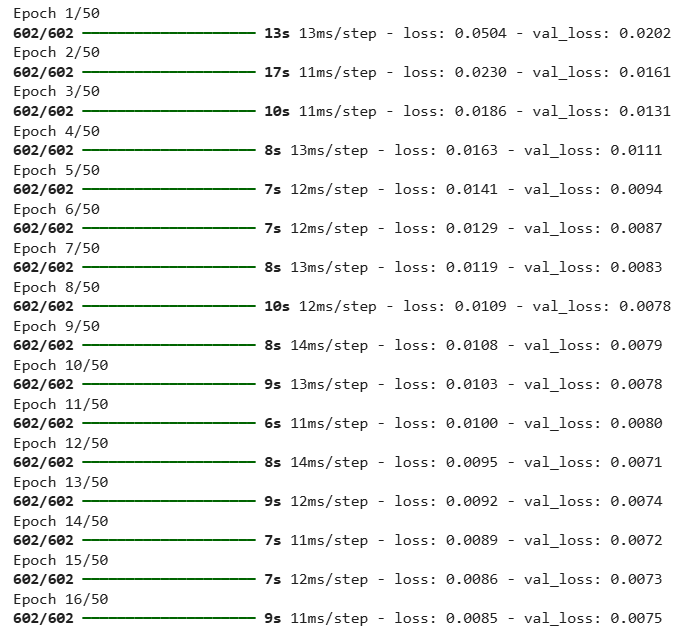 Epoch 1/50
602/602 ━━━━━━━━━━━━━━━━━━━━ 13s 13ms/step - loss: 0.0504 - val_loss: 0.0202
Epoch 2/50
602/602 ━━━━━━━━━━━━━━━━━━━━ 17s 11ms/step - loss: 0.0230 - val_loss: 0.0161
Epoch 3/50
602/602 ━━━━━━━━━━━━━━━━━━━━ 10s 11ms/step - loss: 0.0186 - val_loss: 0.0131
Epoch 4/50
602/602 ━━━━━━━━━━━━━━━━━━━━ 8s 13ms/step - loss: 0.0163 - val_loss: 0.0111
Epoch 5/50
602/602 ━━━━━━━━━━━━━━━━━━━━ 7s 12ms/step - loss: 0.0141 - val_loss: 0.0094
Epoch 6/50
602/602 ━━━━━━━━━━━━━━━━━━━━ 7s 12ms/step - loss: 0.0129 - val_loss: 0.0087
Epoch 7/50
602/602 ━━━━━━━━━━━━━━━━━━━━ 8s 13ms/step - loss: 0.0119 - val_loss: 0.0083
Epoch 8/50
602/602 ━━━━━━━━━━━━━━━━━━━━ 10s 12ms/step - loss: 0.0109 - val_loss: 0.0078
Epoch 9/50
602/602 ━━━━━━━━━━━━━━━━━━━━ 8s 14ms/step - loss: 0.0108 - val_loss: 0.0079
Epoch 10/50
602/602 ━━━━━━━━━━━━━━━━━━━━ 9s 13ms/step - loss: 0.0103 - val_loss: 0.0078
Epoch 11/50
602/602 ━━━━━━━━━━━━━━━━━━━━ 6s 11ms/step - loss: 0.0100 - val_loss: 0.0080
Epoch 12/50
602/602 ━━━━━━━━━━━━━━━━━━━━ 8s 14ms/step - loss: 0.0095 - val_loss: 0.0071
Epoch 13/50
602/602 ━━━━━━━━━━━━━━━━━━━━ 9s 12ms/step - loss: 0.0092 - val_loss: 0.0074
Epoch 14/50
602/602 ━━━━━━━━━━━━━━━━━━━━ 7s 11ms/step - loss: 0.0089 - val_loss: 0.0072
Epoch 15/50
602/602 ━━━━━━━━━━━━━━━━━━━━ 7s 12ms/step - loss: 0.0086 - val_loss: 0.0073
Epoch 16/50
602/602 ━━━━━━━━━━━━━━━━━━━━ 9s 11ms/step - loss: 0.0085 - val_loss: 0.0075